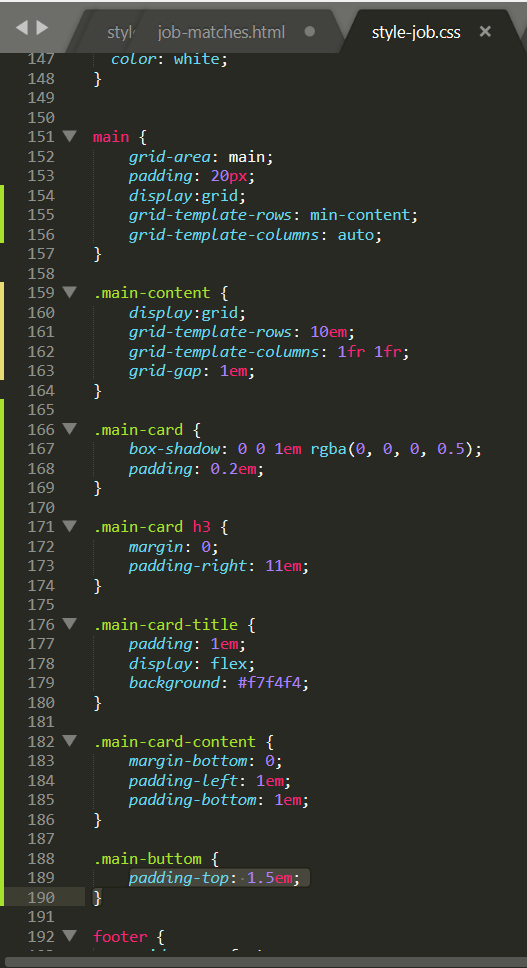 styl job-matches.html style-job.css ×
147 color: white;
148 }
149
150
151 main {
152 grid-area: main;
153 padding: 20px;
154 display:grid;
155 grid-template-rows: min-content;
156 grid-template-columns: auto;
157 }
158
159 .main-content {
160 display:grid;
161 grid-template-rows: 10em;
162 grid-template-columns: 1fr 1fr;
163 grid-gap: 1em;
164 }
165
166 .main-card {
167 box-shadow: 0 0 1em rgba(0, 0, 0, 0.5);
168 padding: 0.2em;
169 }
170
171 .main-card h3 {
172 margin: 0;
173 padding-right: 11em;
174 }
175
176 .main-card-title {
177 padding: 1em;
178 display: flex;
179 background: #f7f4f4;
180 }
181
182 .main-card-content {
183 margin-bottom: 0;
184 padding-left: 1em;
185 padding-bottom: 1em;
186 }
187
188 .main-buttom {
189 padding-top: 1.5em;
190 }
191
192 footer {